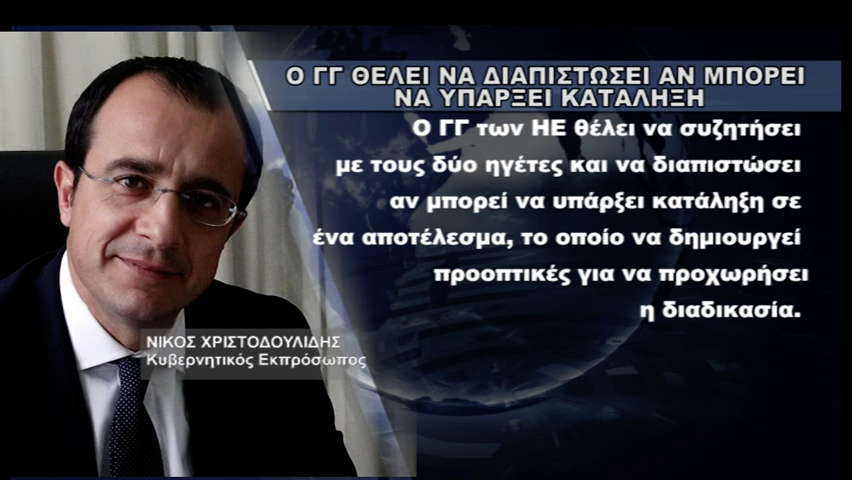 Ο ΓΓ ΘΕΛΕΙ ΝΑ ΔΙΑΠΙΣΤΩΣΕΙ ΑΝ ΜΠΟΡΕΙ
ΝΑ ΥΠΑΡΞΕΙ ΚΑΤΑΛΗΞΗ
Ο ΓΓ των ΗΕ θέλει να συζητήσει
με τους δύο ηγέτες και να διαπιστώσει
αν μπορεί να υπάρξει κατάληξη σε
ένα αποτέλεσμα, το οποίο να δημιουργεί
προοπτικές για να προχωρήσει
η διαδικασία.
ΝΙΚΟΣ ΧΡΙΣΤΟΔΟΥΛΙΔΗΣ
Κυβερνητικός Εκπρόσωπος